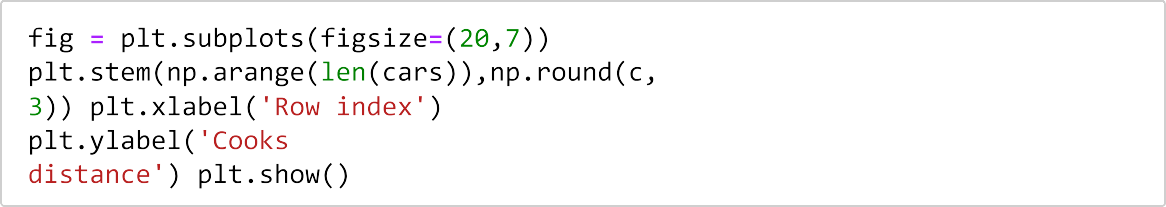 fig = plt.subplots(figsize=(20,7))
plt.stem(np.arange(len(cars)),np.round(c,
3)) plt.xlabel('Row index')
plt.ylabel('Cooks
distance') plt.show()